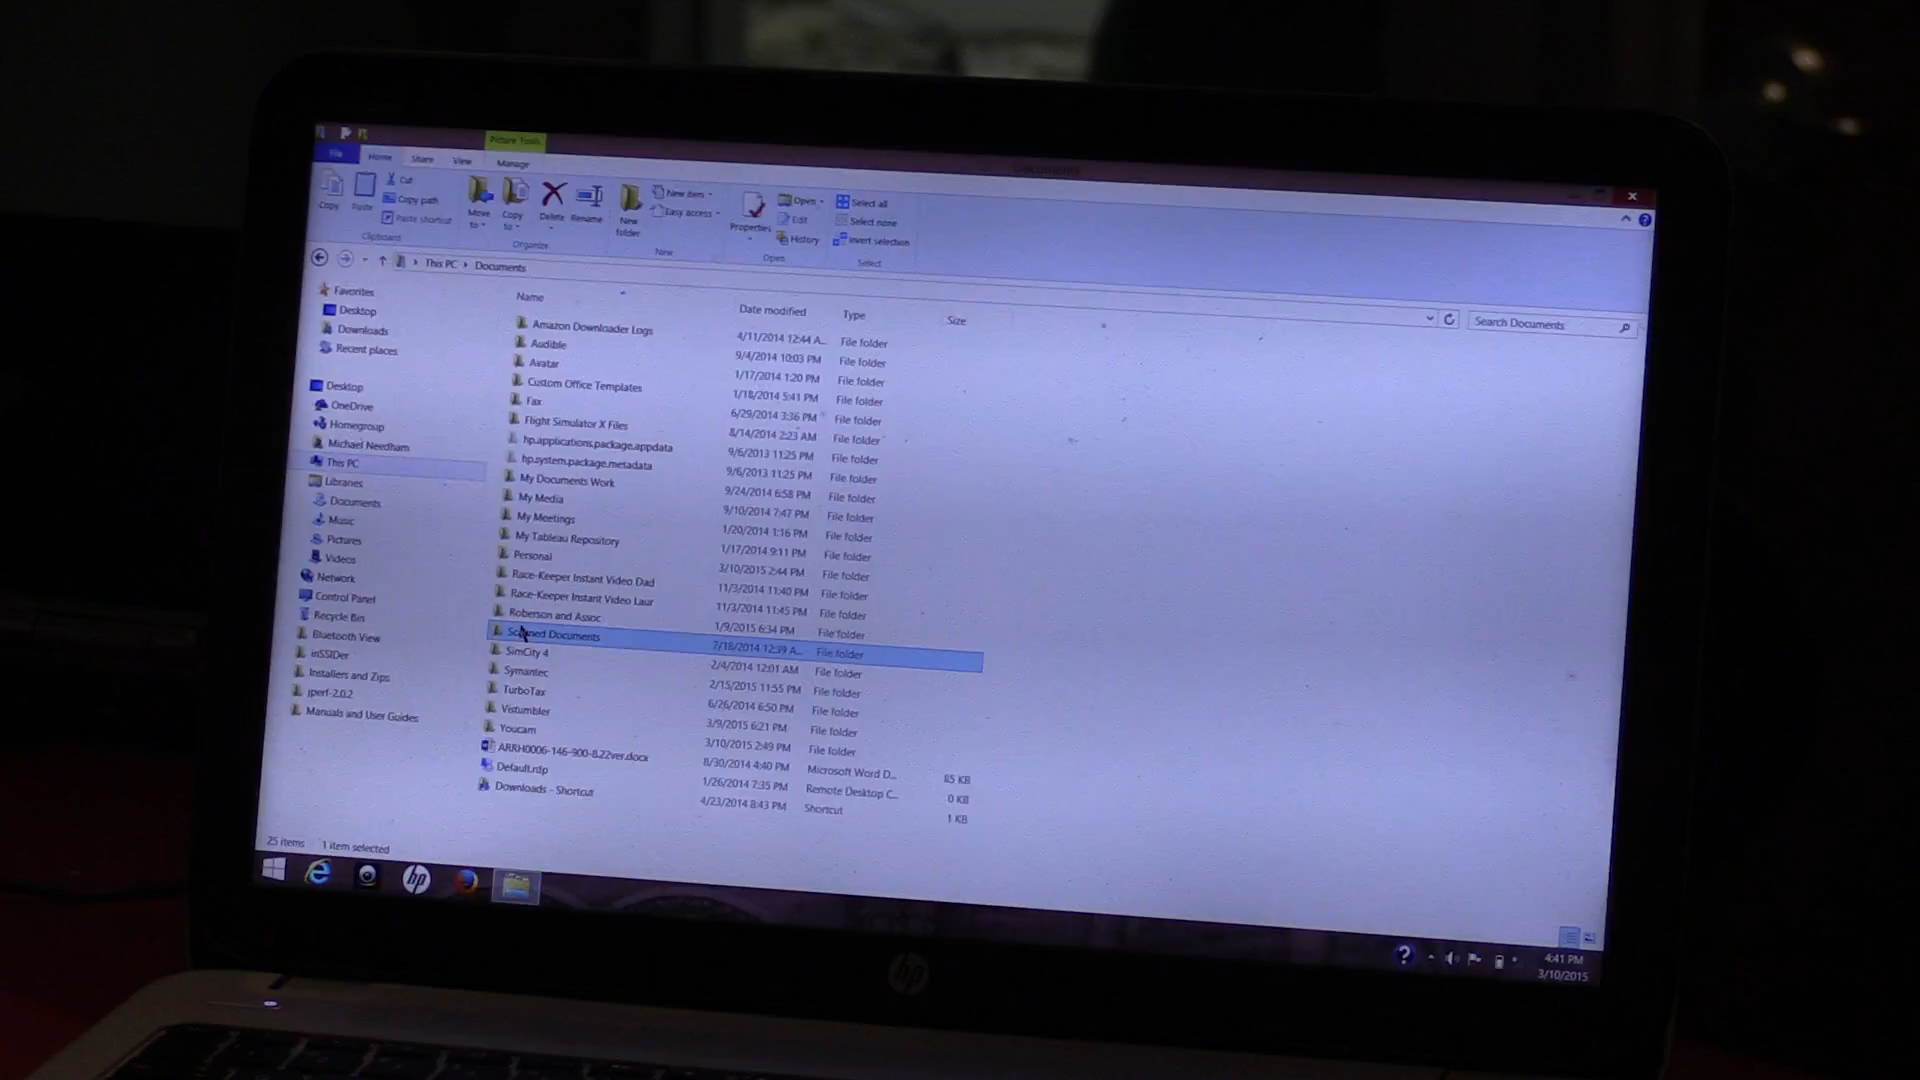 Picture Tools
File Home Share View Manage
Copy Paste Cut Copy path Paste shortcut
Move to Copy to Delete Rename
New folder New item Easy access
Properties Open Edit History
Select all Select none Invert selection
Clipboard Organize New Open Select
This PC Documents
Search Documents
Favorites
Desktop
Downloads
Recent places
Desktop
OneDrive
Homegroup
Michael Needham
This PC
Libraries
Documents
Music
Pictures
Videos
Network
Control Panel
Recycle Bin
Bluetooth View
inSSIDer
Installers and Zips
jperf-2.0.2
Manuals and User Guides
Name Date modified Type Size
Amazon Downloader Logs 4/11/2014 12:44 A... File folder
Audible 9/4/2014 10:03 PM File folder
Avatar 1/17/2014 1:20 PM File folder
Custom Office Templates 1/18/2014 5:41 PM File folder
Fax 6/29/2014 3:36 PM File folder
Flight Simulator X Files 8/14/2014 2:23 AM File folder
hp.applications.package.appdata 9/6/2013 11:25 PM File folder
hp.system.package.metadata 9/6/2013 11:25 PM File folder
My Documents Work 9/24/2014 6:58 PM File folder
My Media 9/10/2014 7:47 PM File folder
My Meetings 1/20/2014 1:16 PM File folder
My Tableau Repository 1/17/2014 9:11 PM File folder
Personal 3/10/2015 2:44 PM File folder
Race-Keeper Instant Video Dad 11/3/2014 11:40 PM File folder
Race-Keeper Instant Video Laur 11/3/2014 11:45 PM File folder
Roberson and Assoc 1/9/2015 6:34 PM File folder
Scanned Documents 7/18/2014 12:39 A... File folder
SimCity 4 2/4/2014 12:01 AM File folder
Symantec 2/15/2015 11:55 PM File folder
TurboTax 6/26/2014 6:50 PM File folder
Vistumbler 3/9/2015 6:21 PM File folder
Youcam 3/10/2015 2:49 PM File folder
ARRH0006-146-900-8.22ver.docx 8/30/2014 4:40 PM Microsoft Word D... 85 KB
Default.rdp 1/26/2014 7:35 PM Remote Desktop C... 0 KB
Downloads - Shortcut 4/23/2014 8:43 PM Shortcut 1 KB
25 items 1 item selected
hp
4:41 PM
3/10/2015
hp